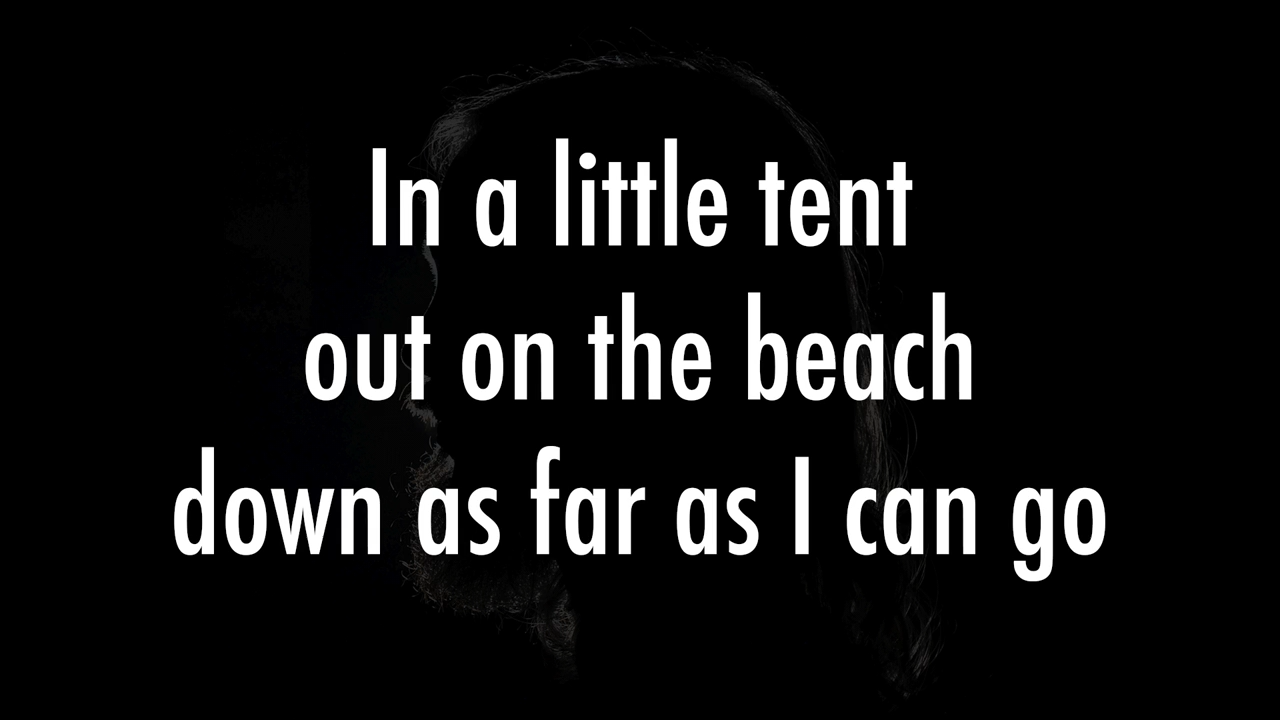 In a little tent
out on the beach
down as far as I can go